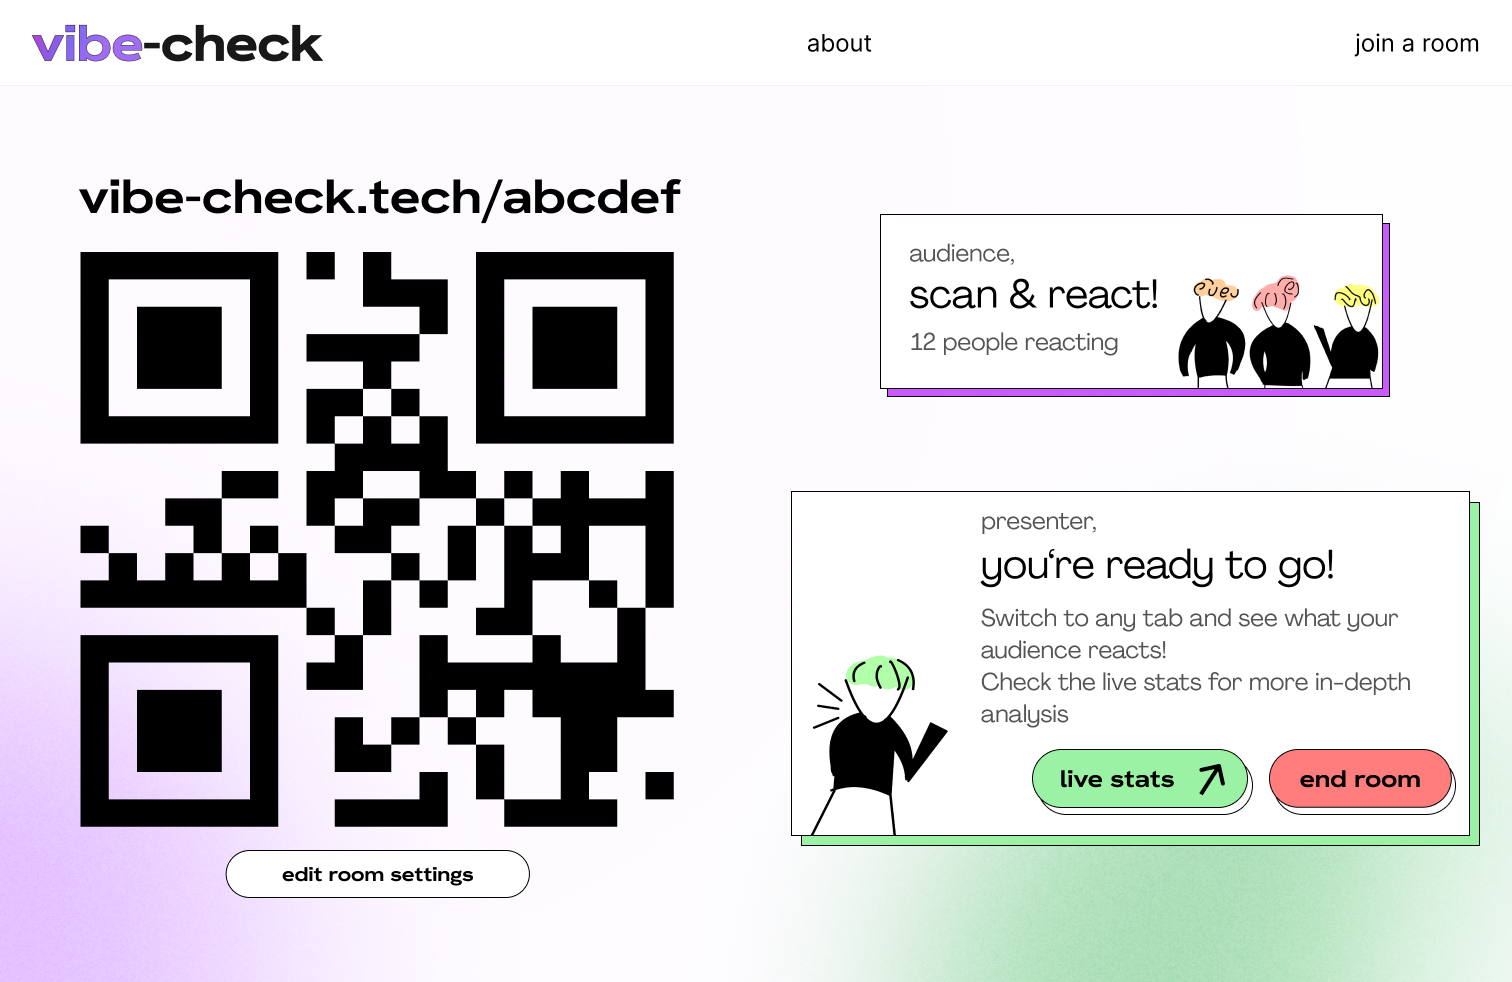 vibe-check
about
join a room
vibe-check.tech/abcdef
edit room settings
audience,
scan & react!
12 people reacting
presenter,
you‘re ready to go!
Switch to any tab and see what your
audience reacts!
Check the live stats for more in-depth
analysis
live stats
end room